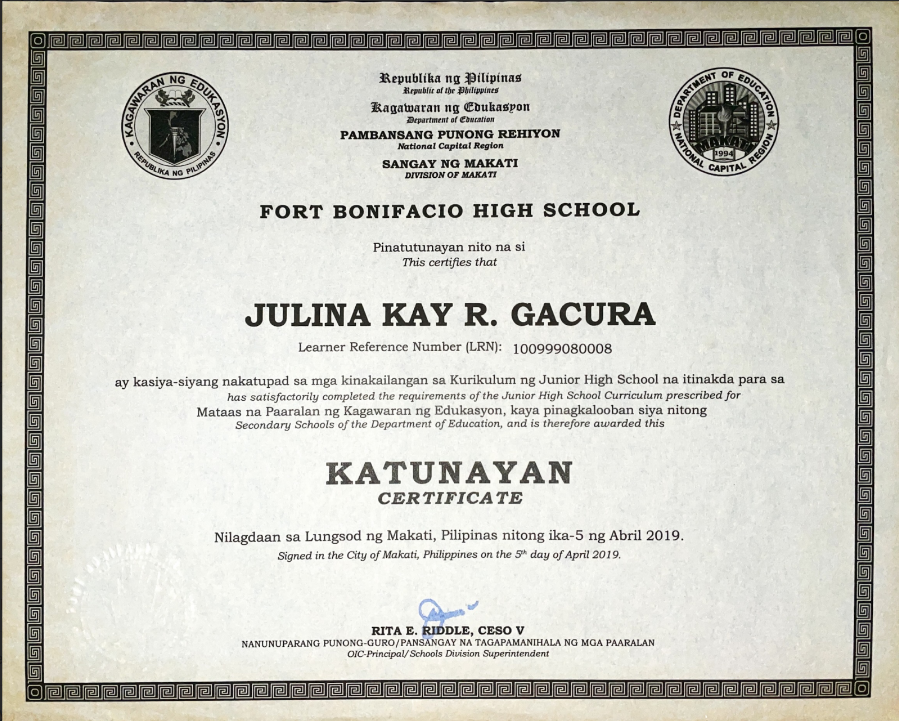 KAGAWARAN NG EDUKASYON
REPUBLIKA NG PILIPINAS
Republika ng Pilipinas
Republic of the Philippines
Kagawaran ng Edukasyon
Department of Education
PAMBANSANG PUNONG REHIYON
National Capital Region
SANGAY NG MAKATI
DIVISION OF MAKATI
DEPARTMENT OF EDUCATION
MAKATI
1994
NATIONAL CAPITAL REGION
FORT BONIFACIO HIGH SCHOOL
Pinatutunayan nito na si
This certifies that
JULINA KAY R. GACURA
Learner Reference Number (LRN): 100999080008
ay kasiya-siyang nakatupad sa mga kinakailangan sa Kurikulum ng Junior High School na itinakda para sa
has satisfactorily completed the requirements of the Junior High School Curriculum prescribed for
Mataas na Paaralan ng Kagawaran ng Edukasyon, kaya pinagkalooban siya nitong
Secondary Schools of the Department of Education, and is therefore awarded this
KATUNAYAN
CERTIFICATE
Nilagdaan sa Lungsod ng Makati, Pilipinas nitong ika-5 ng Abril 2019.
Signed in the City of Makati, Philippines on the 5th day of April 2019.
RITA E. RIDDLE, CESO V
NANUNUPARANG PUNONG-GURO/PANSANGAY NA TAGAPAMANIHALA NG MGA PAARALAN
OIC-Principal/Schools Division Superintendent